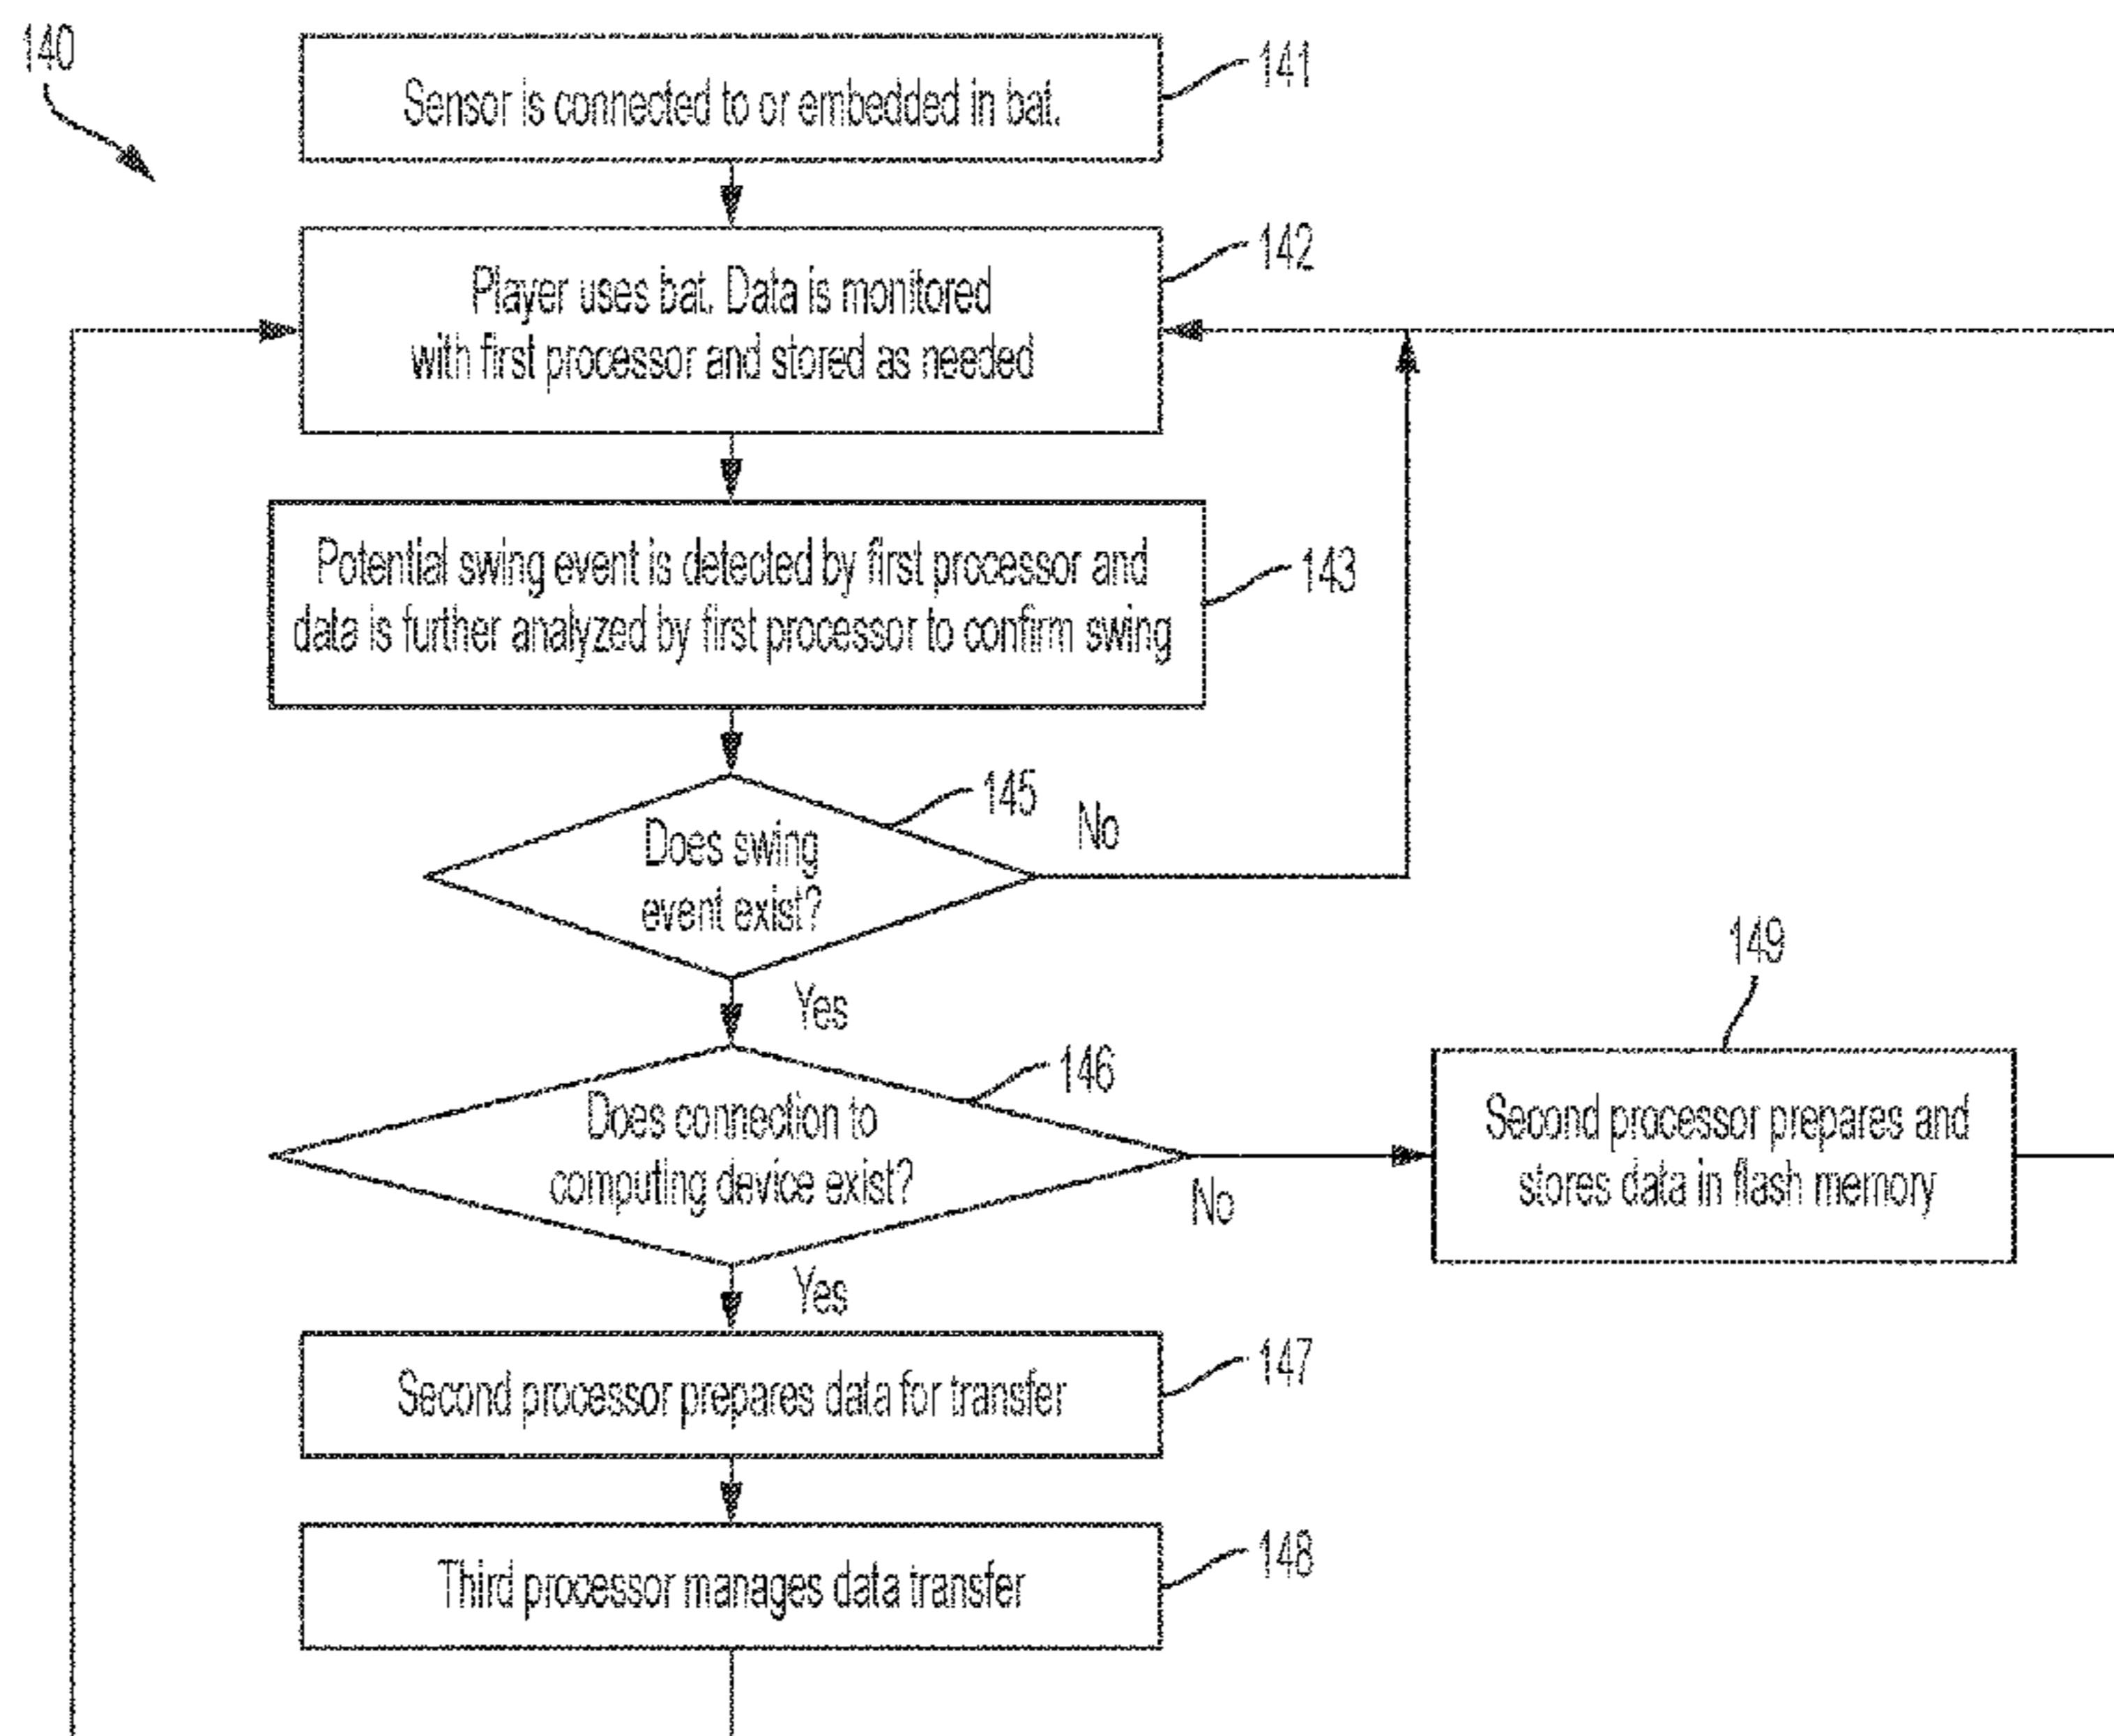 140
Sensor is connected to or embedded in bat.
141
Player uses bat. Data is monitored
with first processor and stored as needed
142
Potential swing event is detected by first processor and
data is further analyzed by first processor to confirm swing
143
Does swing
event exist?
145
No
Yes
Does connection to
computing device exist?
146
No
149
Second processor prepares and
stores data in flash memory
Yes
Second processor prepares data for transfer
147
Third processor manages data transfer
148